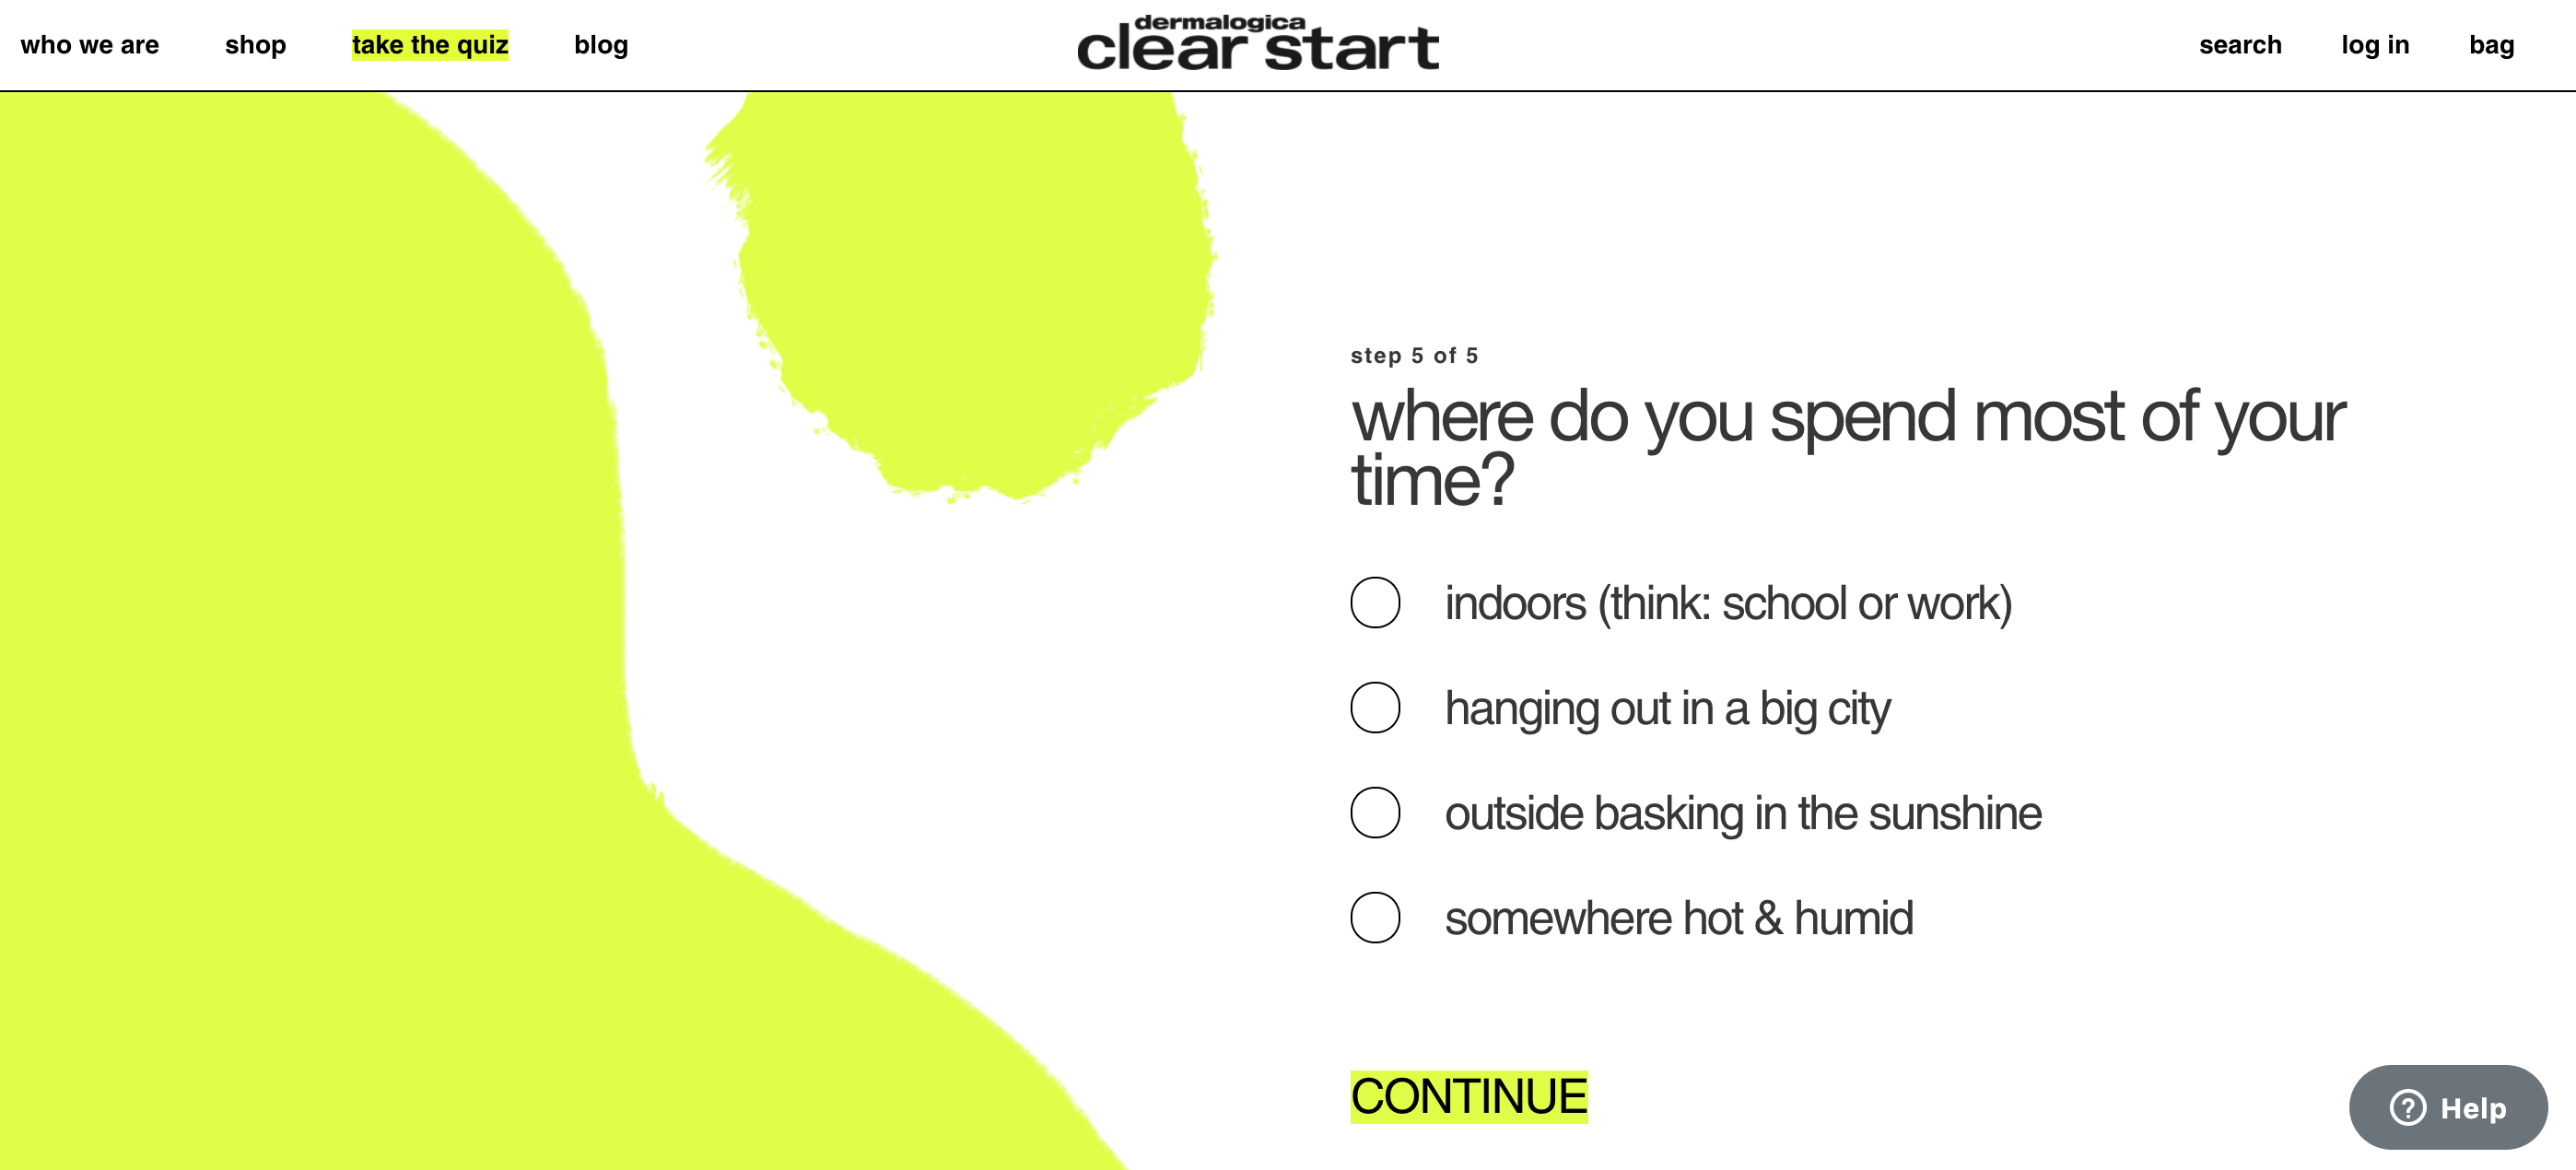 who we are
shop
take the quiz
blog
dermalogica
clear start
search
log in
bag
step 5 of 5
where do you spend most of your
time?
indoors (think: school or work)
hanging out in a big city
outside basking in the sunshine
somewhere hot & humid
CONTINUE
Help